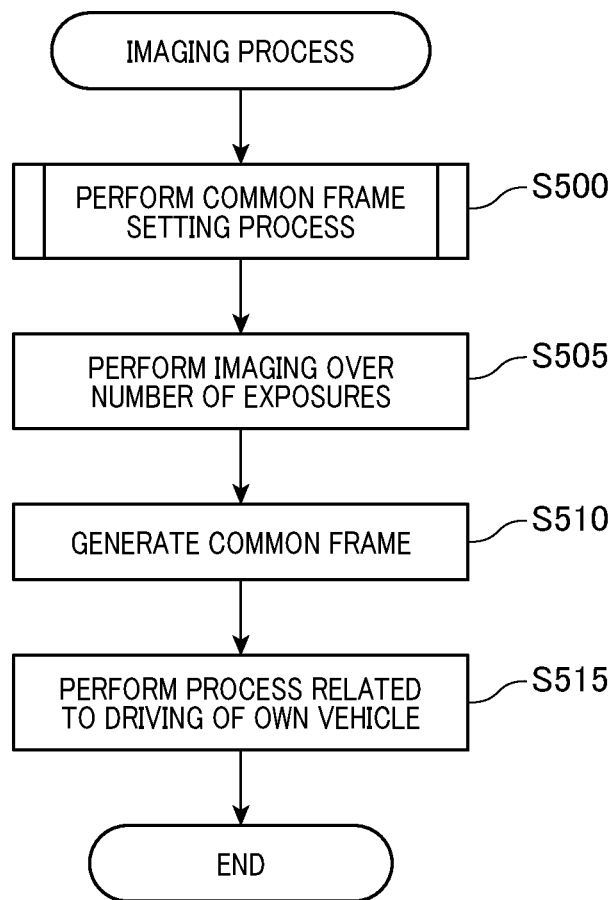 IMAGING PROCESS
PERFORM COMMON FRAME
SETTING PROCESS
S500
PERFORM IMAGING OVER
NUMBER OF EXPOSURES
S505
GENERATE COMMON FRAME
S510
PERFORM PROCESS RELATED
TO DRIVING OF OWN VEHICLE
S515
END